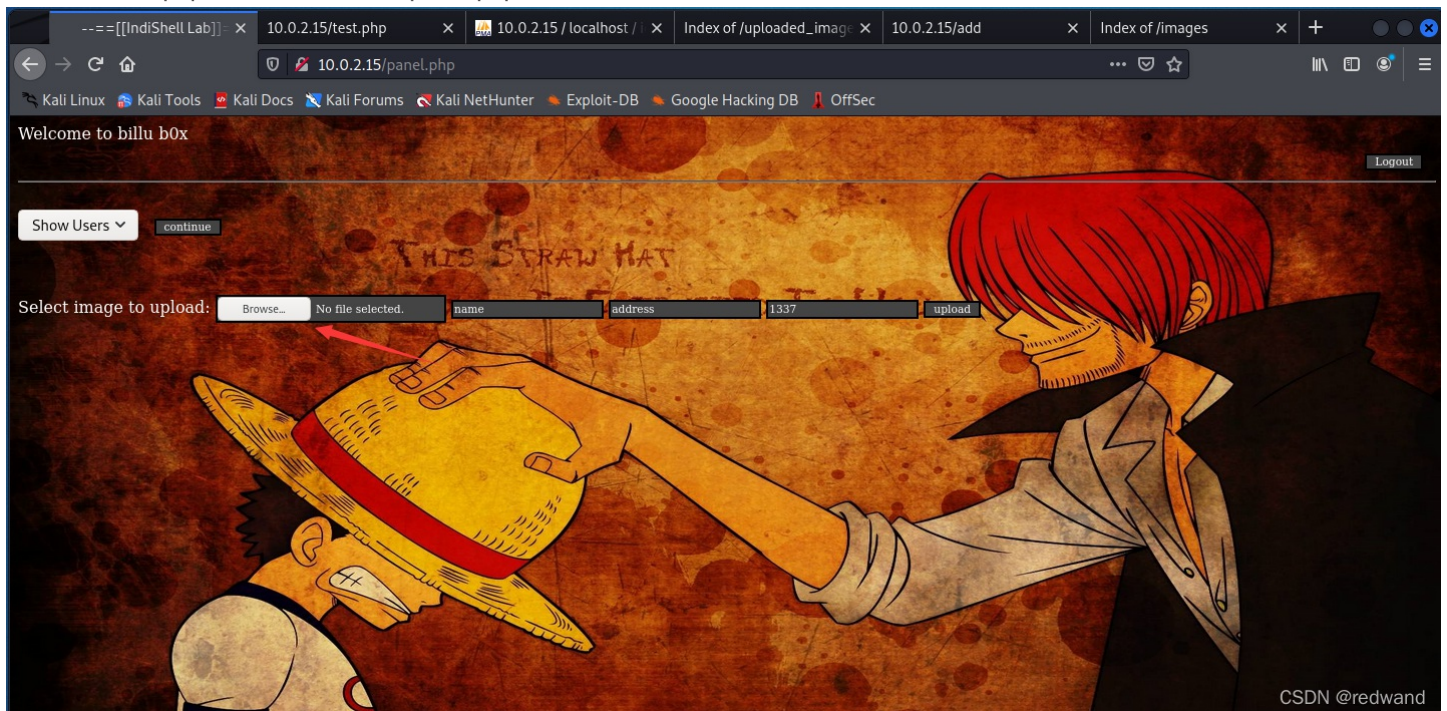 --==[[IndiShell Lab]]=
10.0.2.15/test.php
10.0.2.15 / localhost /
Index of /uploaded_image
10.0.2.15/add
Index of /images
10.0.2.15/panel.php
Kali Linux Kali Tools Kali Docs Kali Forums Kali NetHunter Exploit-DB Google Hacking DB OffSec
Welcome to billu b0x
Logout
Show Users continue
THIS STRAW HAT
Select image to upload: Browse... No file selected. name address 1337 upload
CSDN @redwand